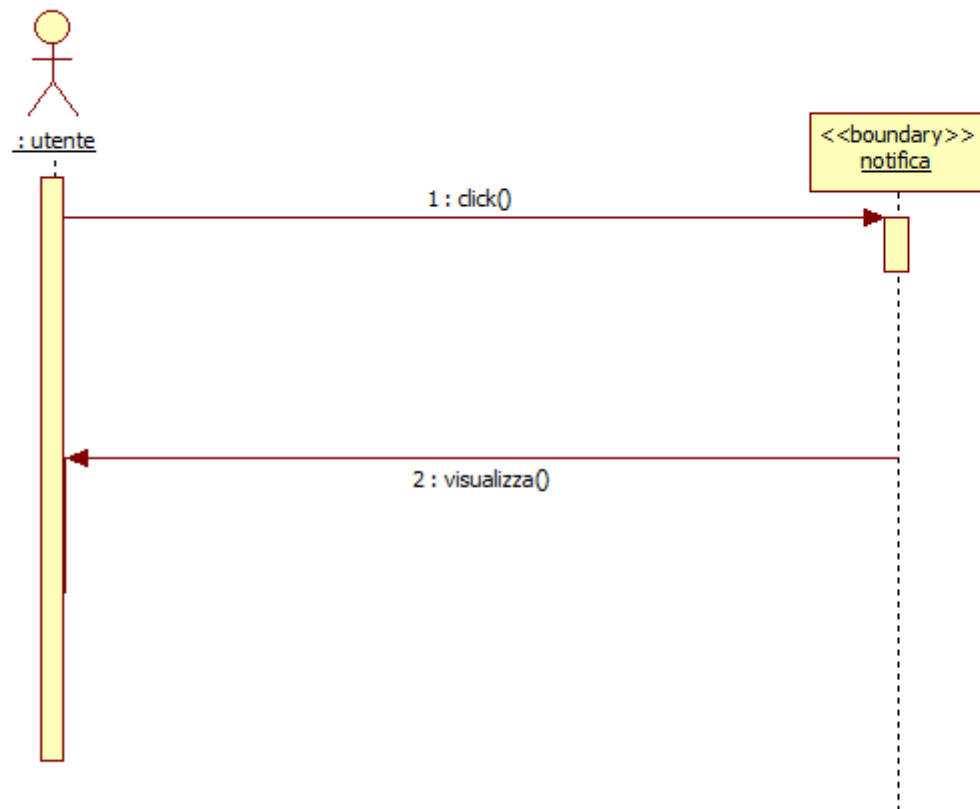 : utente
<<boundary>>
notifica
1 : click()
2 : visualizza()